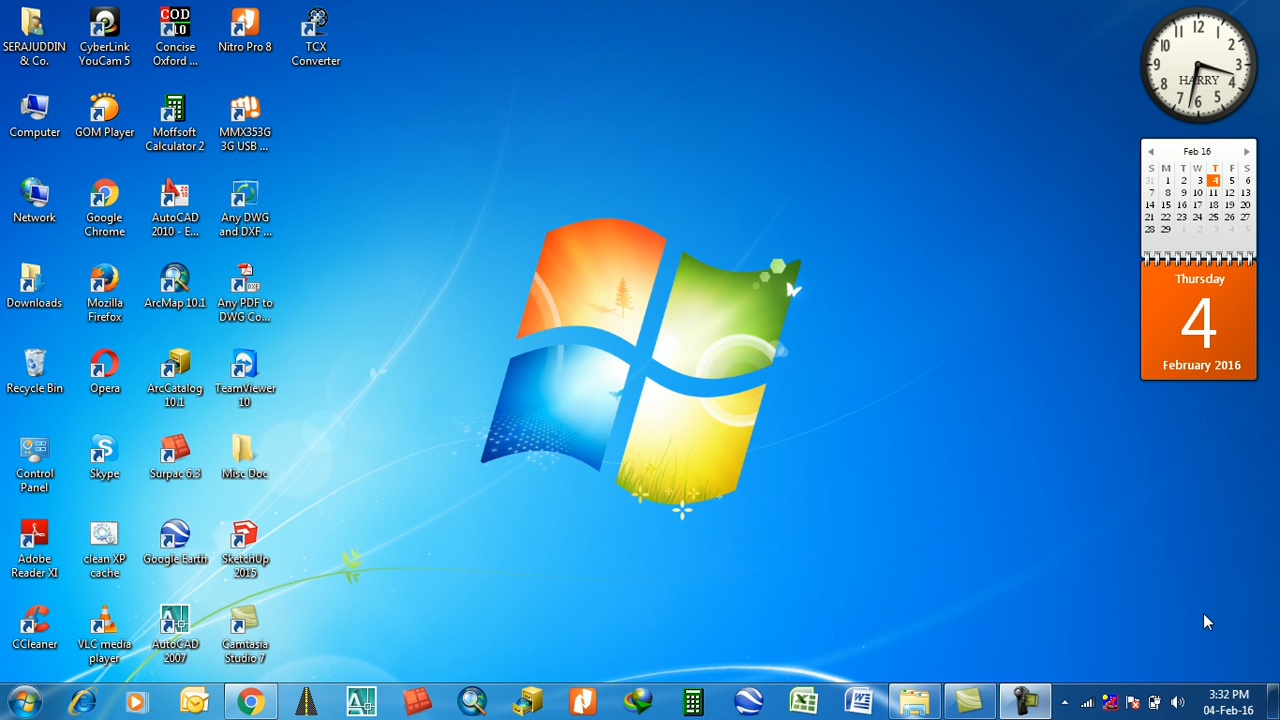 SERAJUDDIN
& Co.
CyberLink
YouCam 5
COD
10
Concise
Oxford ...
Nitro Pro 8
TCX
Converter
Computer
GOM Player
Moffsoft
Calculator 2
MMX353G
3G USB ...
Network
Google
Chrome
AutoCAD
2010 - E...
Any DWG
and DXF ...
Downloads
Mozilla
Firefox
ArcMap 10.1
Any PDF to
DWG Co...
Recycle Bin
Opera
ArcCatalog
10.1
TeamViewer
10
Control
Panel
Skype
Surpac 6.3
Misc Doc
Adobe
Reader XI
clean XP
cache
Google Earth
SketchUp
2015
CCleaner
VLC media
player
AutoCAD
2007
Camtasia
Studio 7
12
1
2
3
4
5
6
7
8
9
10
11
HARRY
Feb 16
S M T W T F S
31 1 2 3 4 5 6
7 8 9 10 11 12 13
14 15 16 17 18 19 20
21 22 23 24 25 26 27
28 29 1 2 3 4 5
Thursday
4
February 2016
3:32 PM
04-Feb-16